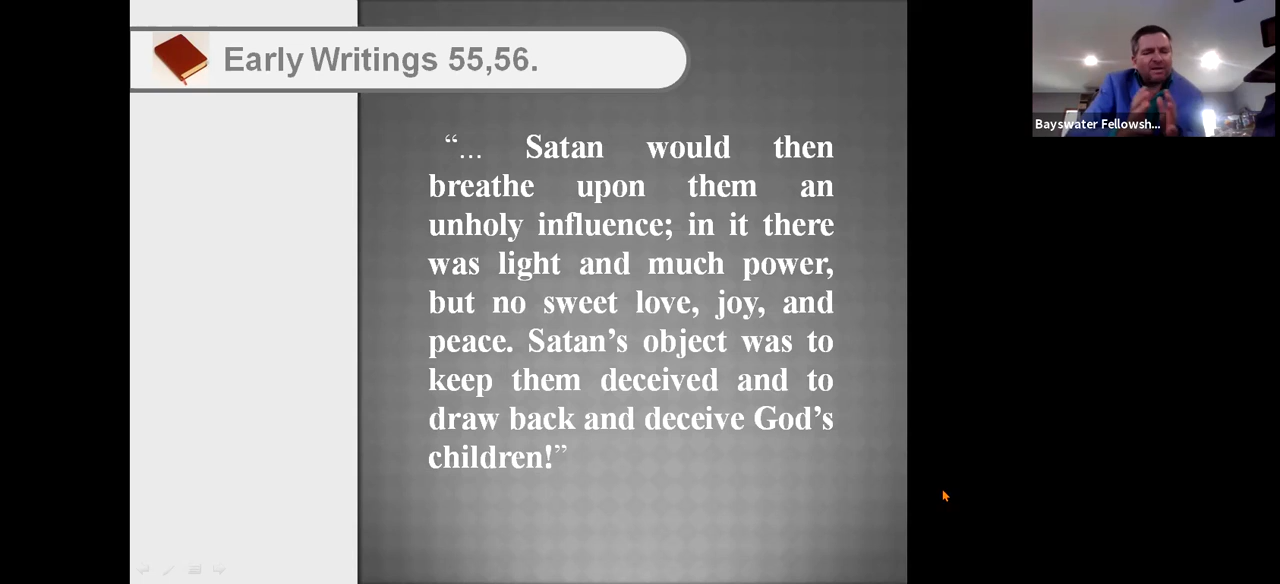 Early Writings 55,56.
Bayswater Fellowsh...
“... Satan would then
breathe upon them an
unholy influence; in it there
was light and much power,
but no sweet love, joy, and
peace. Satan’s object was to
keep them deceived and to
draw back and deceive God’s
children!”